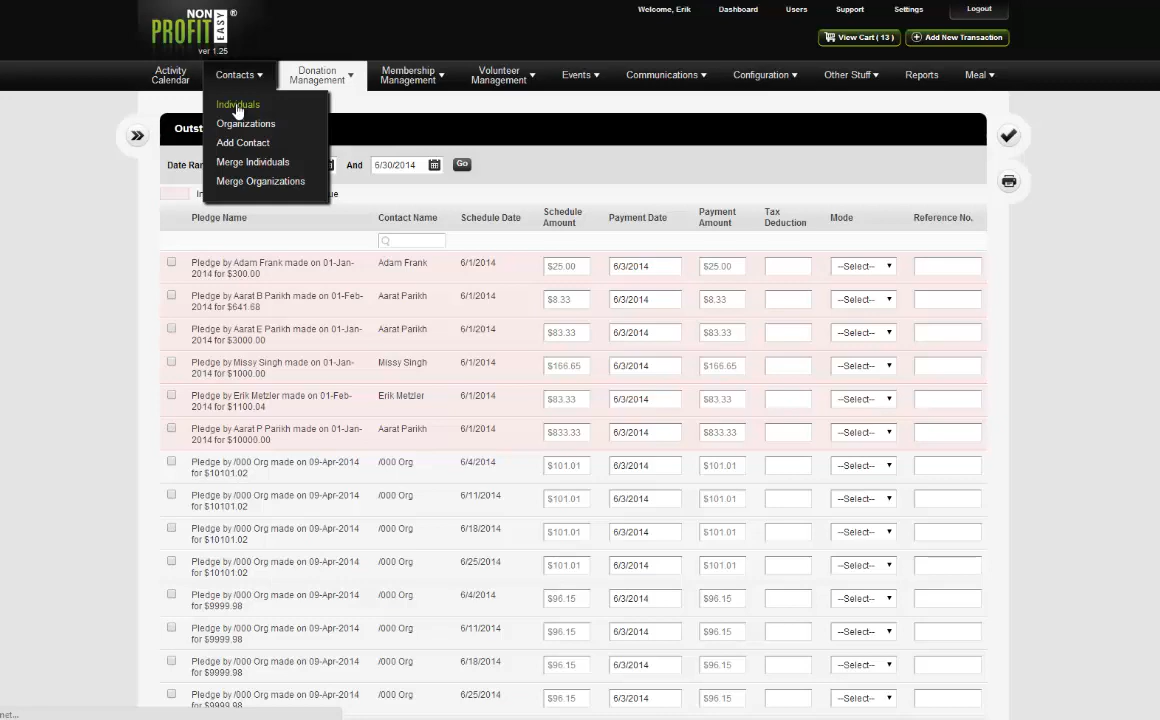 NON
PROFIT EASY ®
ver 1.25
Welcome, Erik Dashboard Users Support Settings Logout
View Cart ( 13 ) Add New Transaction
Activity Calendar Contacts ▼ Donation Management ▼ Membership Management ▼ Volunteer Management ▼ Events ▼ Communications ▼ Configuration ▼ Other Stuff ▼ Reports Meal ▼
Individuals
Organizations
Add Contact
Merge Individuals
Merge Organizations
And 6/30/2014 Go
Pledge Name Contact Name Schedule Date Schedule Amount Payment Date Payment Amount Tax Deduction Mode Reference No.
Pledge by Adam Frank made on 01-Jan- Adam Frank 6/1/2014 $25.00 6/3/2014 $25.00 --Select-- ▼
2014 for $300.00
Pledge by Aarat B Parikh made on 01-Feb- Aarat Parikh 6/1/2014 $8.33 6/3/2014 $8.33 --Select-- ▼
2014 for $641.68
Pledge by Aarat E Parikh made on 01-Jan- Aarat Parikh 6/1/2014 $83.33 6/3/2014 $83.33 --Select-- ▼
2014 for $3000.00
Pledge by Missy Singh made on 01-Jan- Missy Singh 6/1/2014 $166.65 6/3/2014 $166.65 --Select-- ▼
2014 for $1000.00
Pledge by Erik Metzler made on 01-Feb- Erik Metzler 6/1/2014 $83.33 6/3/2014 $83.33 --Select-- ▼
2014 for $1100.04
Pledge by Aarat P Parikh made on 01-Jan- Aarat Parikh 6/1/2014 $833.33 6/3/2014 $833.33 --Select-- ▼
2014 for $10000.00
Pledge by /000 Org made on 09-Apr-2014 /000 Org 6/4/2014 $101.01 6/3/2014 $101.01 --Select-- ▼
for $10101.02
Pledge by /000 Org made on 09-Apr-2014 /000 Org 6/11/2014 $101.01 6/3/2014 $101.01 --Select-- ▼
for $10101.02
Pledge by /000 Org made on 09-Apr-2014 /000 Org 6/18/2014 $101.01 6/3/2014 $101.01 --Select-- ▼
for $10101.02
Pledge by /000 Org made on 09-Apr-2014 /000 Org 6/25/2014 $101.01 6/3/2014 $101.01 --Select-- ▼
for $10101.02
Pledge by /000 Org made on 09-Apr-2014 /000 Org 6/4/2014 $96.15 6/3/2014 $96.15 --Select-- ▼
for $9999.98
Pledge by /000 Org made on 09-Apr-2014 /000 Org 6/11/2014 $96.15 6/3/2014 $96.15 --Select-- ▼
for $9999.98
Pledge by /000 Org made on 09-Apr-2014 /000 Org 6/18/2014 $96.15 6/3/2014 $96.15 --Select-- ▼
for $9999.98
Pledge by /000 Org made on 09-Apr-2014 /000 Org 6/25/2014 $96.15 6/3/2014 $96.15 --Select-- ▼
for $9999.98